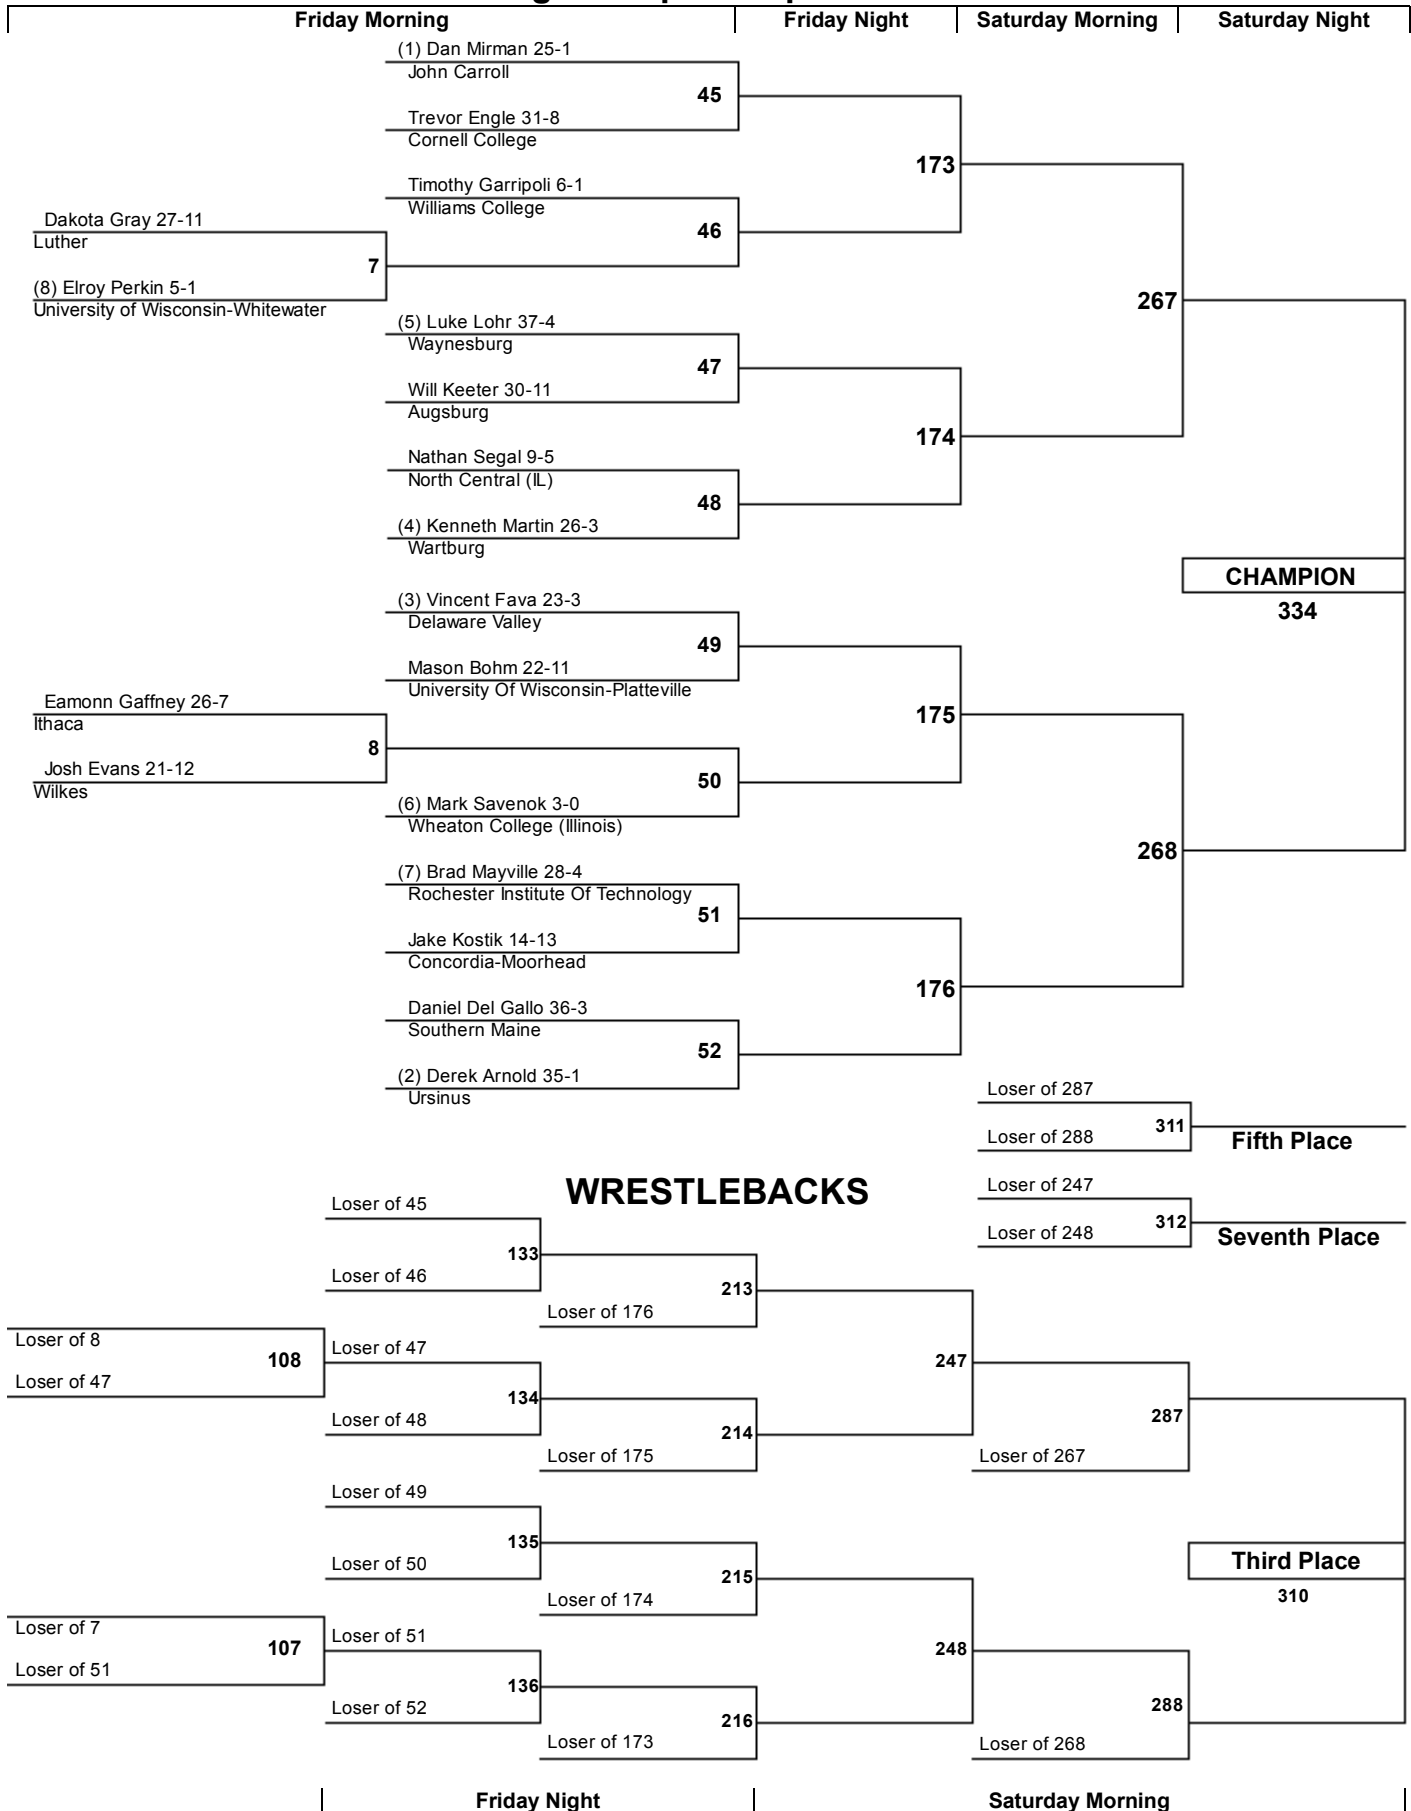 Friday Morning
Friday Night
Saturday Morning
Saturday Night
(1) Dan Mirman 25-1
John Carroll
45
Trevor Engle 31-8
Cornell College
173
Timothy Garripoli 6-1
Williams College
Dakota Gray 27-11
Luther
46
7
(8) Elroy Perkin 5-1
University of Wisconsin-Whitewater
267
(5) Luke Lohr 37-4
Waynesburg
47
Will Keeter 30-11
Augsburg
174
Nathan Segal 9-5
North Central (IL)
48
(4) Kenneth Martin 26-3
Wartburg
CHAMPION
334
(3) Vincent Fava 23-3
Delaware Valley
49
Mason Bohm 22-11
University Of Wisconsin-Platteville
Eamonn Gaffney 26-7
Ithaca
175
8
Josh Evans 21-12
Wilkes
50
(6) Mark Savenok 3-0
Wheaton College (Illinois)
268
(7) Brad Mayville 28-4
Rochester Institute Of Technology
51
Jake Kostik 14-13
Concordia-Moorhead
176
Daniel Del Gallo 36-3
Southern Maine
52
(2) Derek Arnold 35-1
Ursinus
Loser of 287
311
Loser of 288
Fifth Place
WRESTLEBACKS
Loser of 247
312
Loser of 248
Seventh Place
Loser of 45
133
Loser of 46
213
Loser of 176
Loser of 8
108
Loser of 47
Loser of 47
247
134
Loser of 48
214
287
Loser of 175
Loser of 267
Loser of 49
135
Loser of 50
215
Loser of 174
Third Place
310
Loser of 7
107
Loser of 51
Loser of 51
248
136
Loser of 52
216
288
Loser of 173
Loser of 268
Friday Night
Saturday Morning